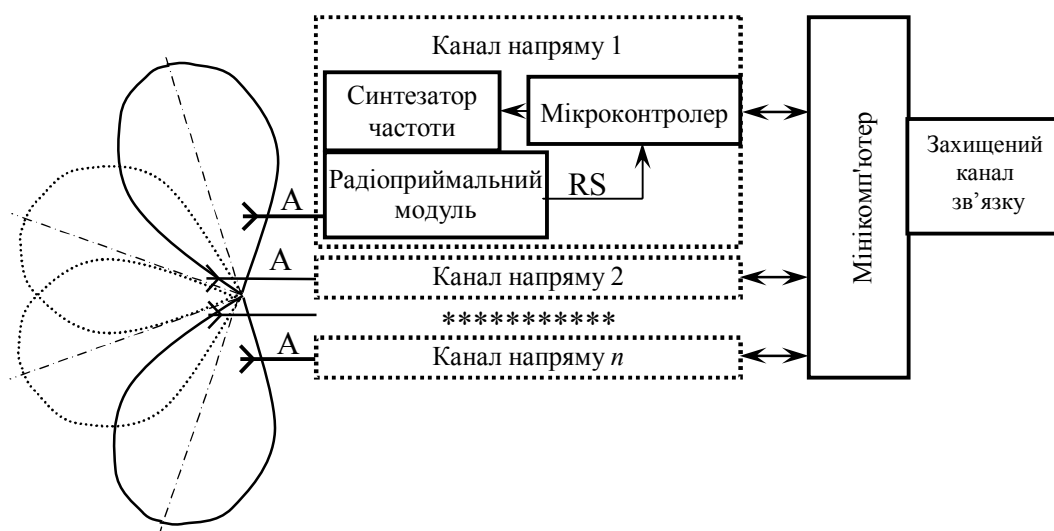 Канал напряму 1
Синтезатор
частоти
Мікроконтролер
Радіоприймальний
модуль
RS
А
А
Канал напряму 2
***********
А
Канал напряму n
Мінікомп'ютер
Захищений
канал
зв’язку